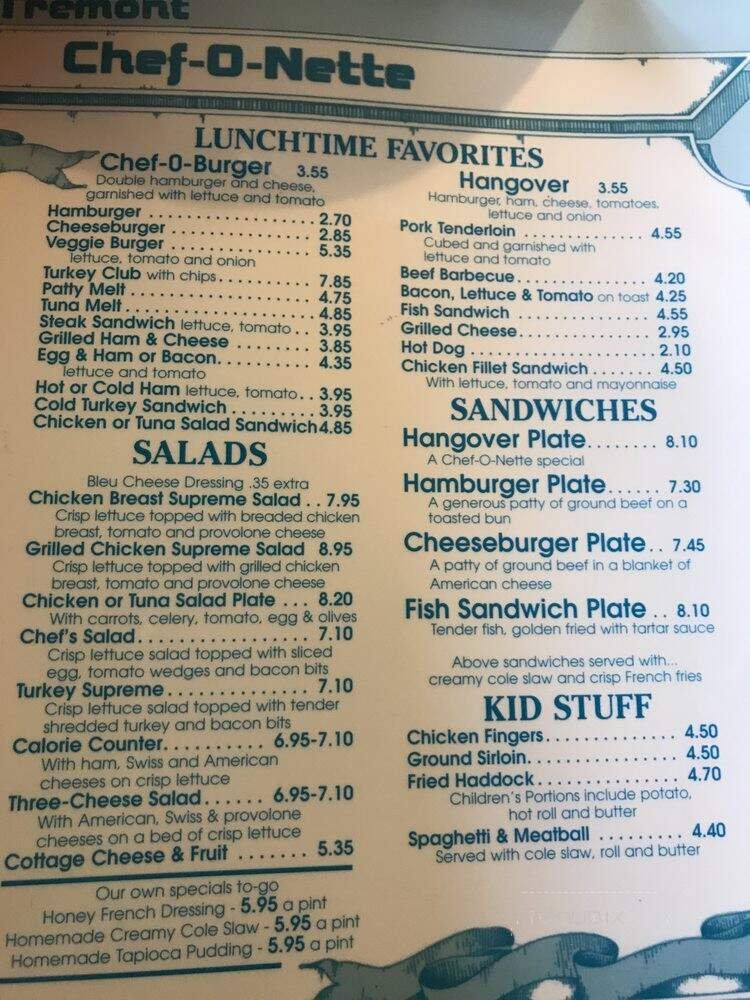 Tremont
Chef-O-Nette
LUNCHTIME FAVORITES
Chef-O-Burger 3.55
Double hamburger and cheese,
garnished with lettuce and tomato
Hamburger . . . . . . . . . . . . . . . . . . 2.70
Cheeseburger . . . . . . . . . . . . . . . 2.85
Veggie Burger . . . . . . . . . . . . . . . 5.35
lettuce, tomato and onion
Turkey Club with chips . . . . . . . . . . 7.85
Patty Melt . . . . . . . . . . . . . . . . . . . 4.75
Tuna Melt . . . . . . . . . . . . . . . . . . . 4.85
Steak Sandwich lettuce, tomato . . 3.95
Grilled Ham & Cheese . . . . . . . . 3.85
Egg & Ham or Bacon. . . . . . . . . 4.35
lettuce and tomato
Hot or Cold Ham lettuce, tomato. . 3.95
Cold Turkey Sandwich . . . . . . . . 3.95
Chicken or Tuna Salad Sandwich 4.85
SALADS
Bleu Cheese Dressing .35 extra
Chicken Breast Supreme Salad . . 7.95
Crisp lettuce topped with breaded chicken
breast, tomato and provolone cheese
Grilled Chicken Supreme Salad 8.95
Crisp lettuce topped with grilled chicken
breast, tomato and provolone cheese
Chicken or Tuna Salad Plate . . . 8.20
With carrots, celery, tomato, egg & olives
Chef's Salad . . . . . . . . . . . . . . . . 7.10
Crisp lettuce salad topped with sliced
egg, tomato wedges and bacon bits
Turkey Supreme . . . . . . . . . . . . . 7.10
Crisp lettuce salad topped with tender
shredded turkey and bacon bits
Calorie Counter. . . . . . . . . . 6.95-7.10
With ham, Swiss and American
cheeses on crisp lettuce
Three-Cheese Salad . . . . . . 6.95-7.10
With American, Swiss & provolone
cheeses on a bed of crisp lettuce
Cottage Cheese & Fruit . . . . . . . 5.35
Our own specials to-go
Honey French Dressing - 5.95 a pint
Homemade Creamy Cole Slaw - 5.95 a pint
Homemade Tapioca Pudding - 5.95 a pint
Hangover 3.55
Hamburger, ham, cheese, tomatoes,
lettuce and onion
Pork Tenderloin . . . . . . . . . . . . . 4.55
Cubed and garnished with
lettuce and tomato
Beef Barbecue . . . . . . . . . . . . . . . 4.20
Bacon, Lettuce & Tomato on toast 4.25
Fish Sandwich . . . . . . . . . . . . . . . 4.55
Grilled Cheese . . . . . . . . . . . . . . . 2.95
Hot Dog . . . . . . . . . . . . . . . . . . . . 2.10
Chicken Fillet Sandwich . . . . . . . 4.50
With lettuce, tomato and mayonnaise
SANDWICHES
Hangover Plate . . . . . . . . 8.10
A Chef-O-Nette special
Hamburger Plate . . . . . . 7.30
A generous patty of ground beef on a
toasted bun
Cheeseburger Plate . . 7.45
A patty of ground beef in a blanket of
American cheese
Fish Sandwich Plate . . 8.10
Tender fish, golden fried with tartar sauce
Above sandwiches served with...
creamy cole slaw and crisp French fries
KID STUFF
Chicken Fingers. . . . . . . . . . . . . 4.50
Ground Sirloin. . . . . . . . . . . . . . . 4.50
Fried Haddock . . . . . . . . . . . . . . 4.70
Children's Portions include potato,
hot roll and butter
Spaghetti & Meatball . . . . . . . . . 4.40
Served with cole slaw, roll and butter